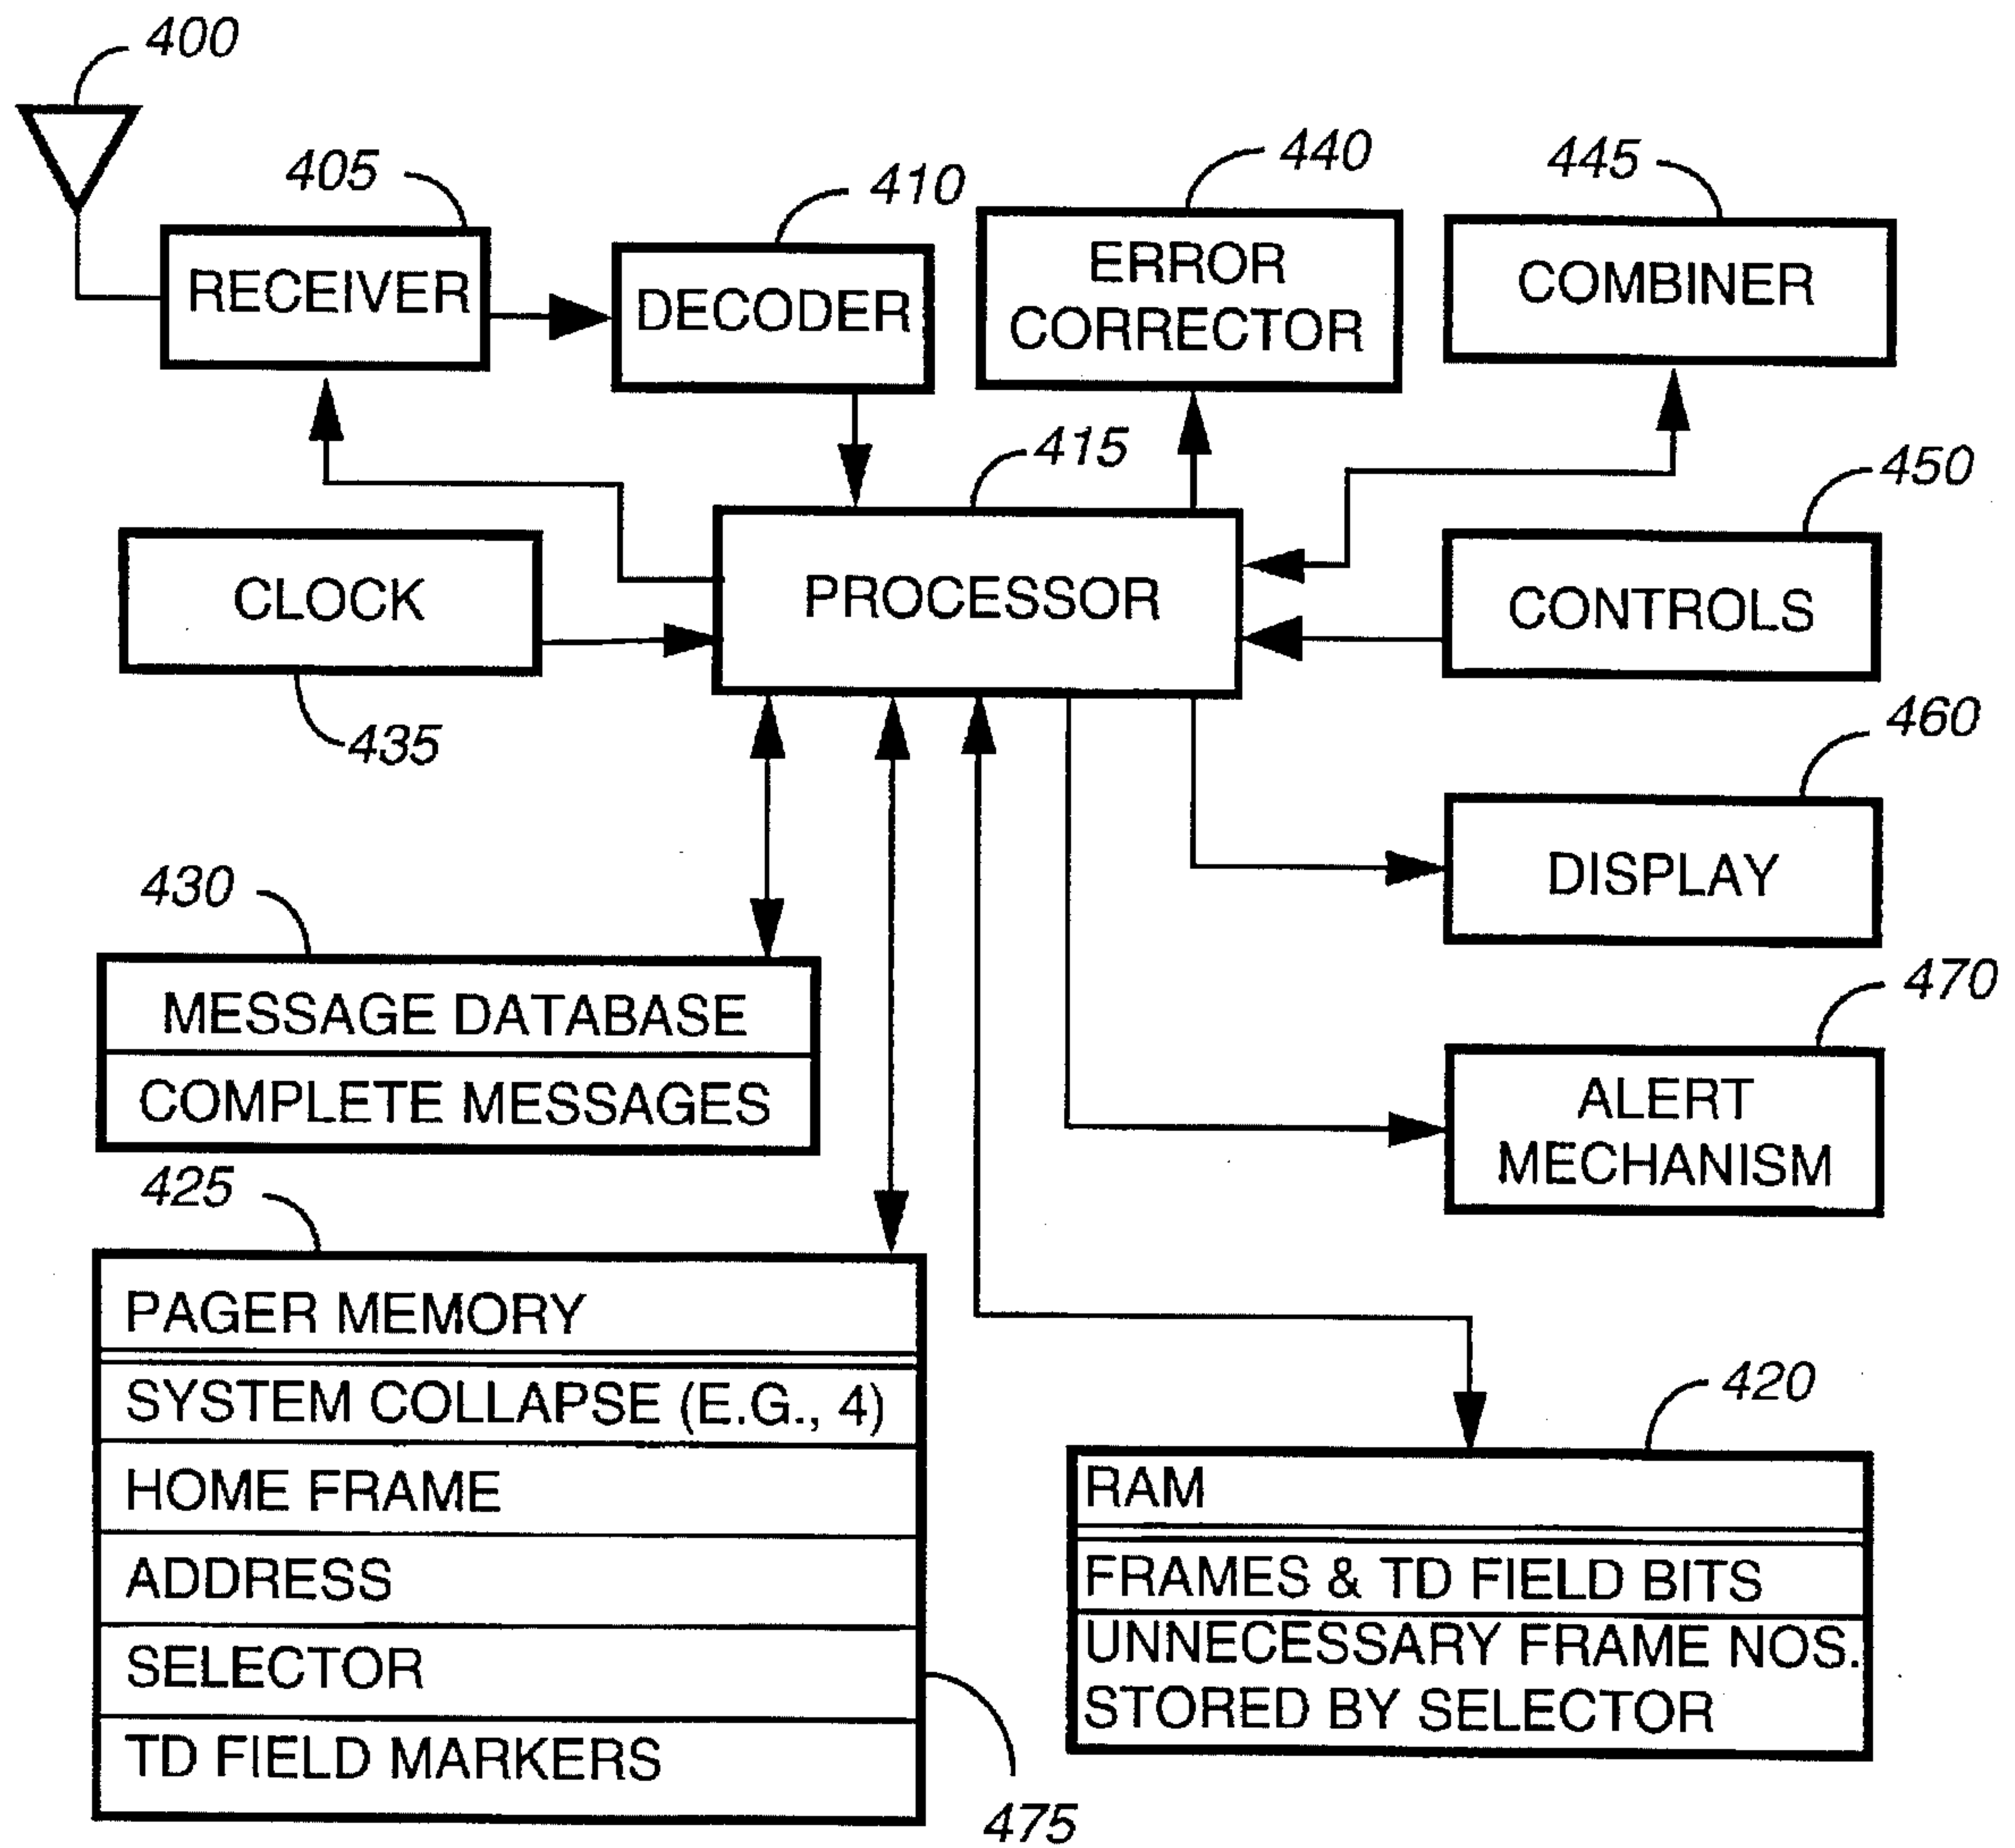 400
405
410
440
445
RECEIVER
DECODER
ERROR
CORRECTOR
COMBINER
415
450
CLOCK
PROCESSOR
CONTROLS
435
460
DISPLAY
430
470
MESSAGE DATABASE
COMPLETE MESSAGES
ALERT
MECHANISM
425
PAGER MEMORY
SYSTEM COLLAPSE (E.G., 4)
HOME FRAME
ADDRESS
SELECTOR
TD FIELD MARKERS
475
420
RAM
FRAMES & TD FIELD BITS
UNNECESSARY FRAME NOS.
STORED BY SELECTOR